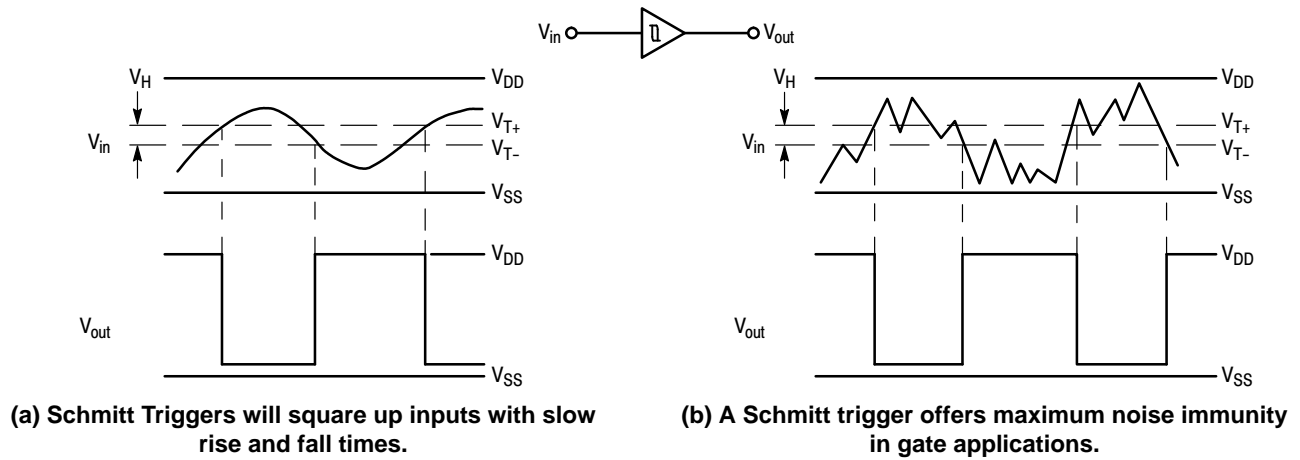 Vin
Vout
VH
VDD
VT+
Vin
VT–
VSS
VDD
Vout
VSS
(a) Schmitt Triggers will square up inputs with slow
rise and fall times.
VH
VDD
VT+
Vin
VT–
VSS
VDD
Vout
VSS
(b) A Schmitt trigger offers maximum noise immunity
in gate applications.